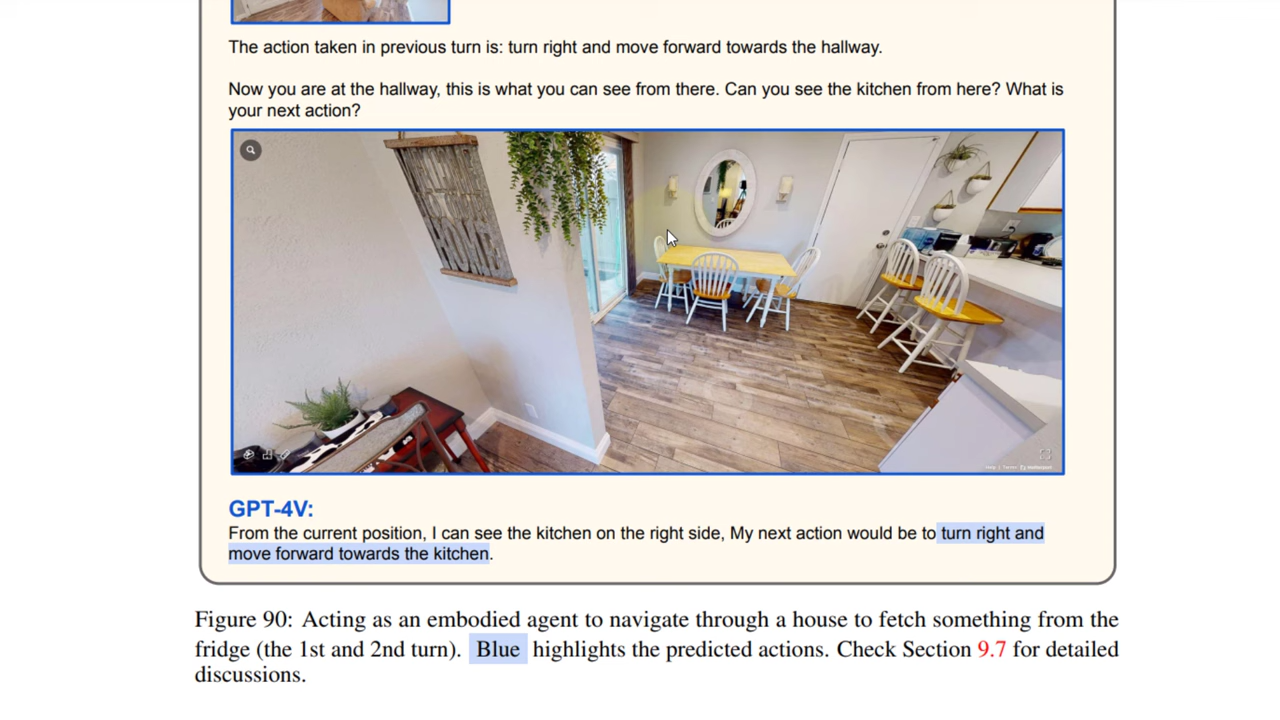 The action taken in previous turn is: turn right and move forward towards the hallway.
Now you are at the hallway, this is what you can see from there. Can you see the kitchen from here? What is
your next action?
GPT-4V:
From the current position, I can see the kitchen on the right side, My next action would be to turn right and
move forward towards the kitchen.
Figure 90: Acting as an embodied agent to navigate through a house to fetch something from the
fridge (the 1st and 2nd turn). Blue highlights the predicted actions. Check Section 9.7 for detailed
discussions.